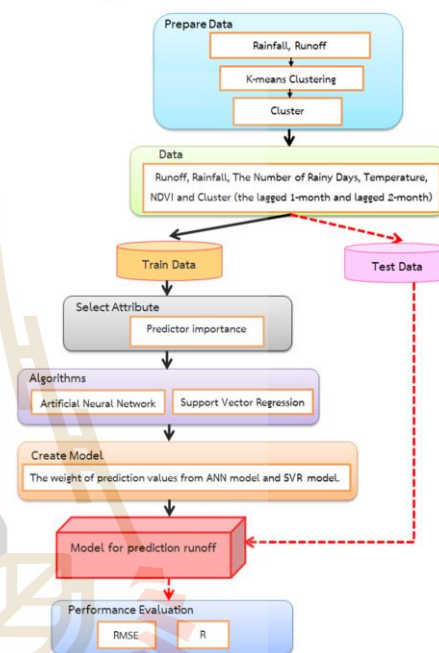 Prepare Data
Rainfall, Runoff
K-means Clustering
Cluster
Data
Runoff, Rainfall, The Number of Rainy Days, Temperature,
NDVI and Cluster (the lagged 1-month and lagged 2-month)
Train Data
Test Data
Select Attribute
Predictor importance
Algorithms
Artificial Neural Network
Support Vector Regression
Create Model
The weight of prediction values from ANN model and SVR model.
Model for prediction runoff
Performance Evaluation
RMSE
R